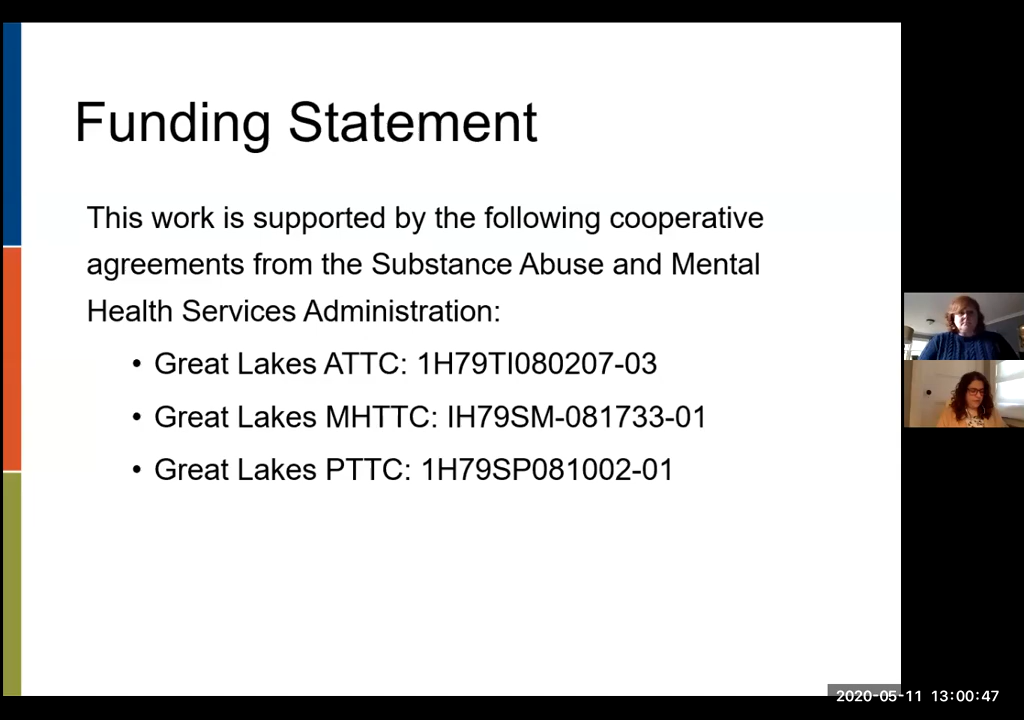 Funding Statement
This work is supported by the following cooperative
agreements from the Substance Abuse and Mental
Health Services Administration:
• Great Lakes ATTC: 1H79TI080207-03
• Great Lakes MHTTC: IH79SM-081733-01
• Great Lakes PTTC: 1H79SP081002-01
2020-05-11 13:00:47